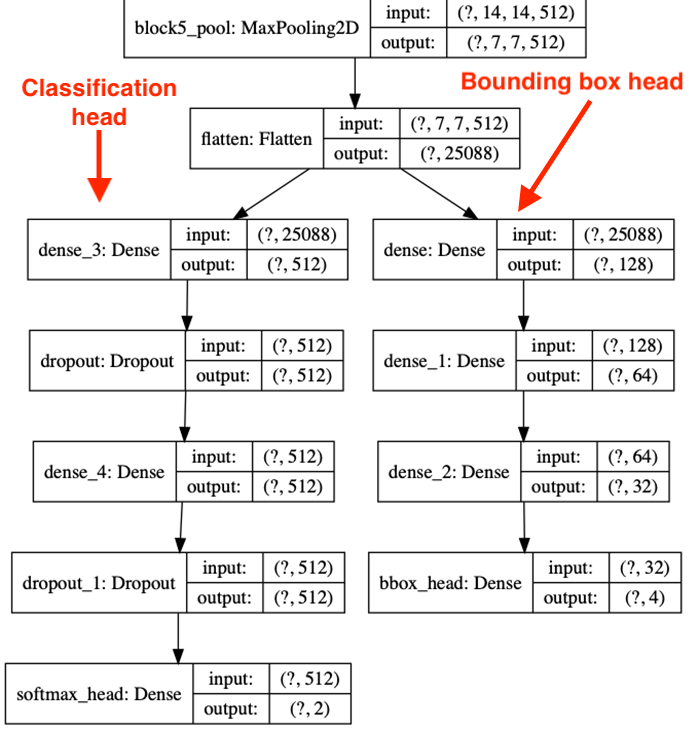 block5_pool: MaxPooling2D
input: (?, 14, 14, 512)
output: (?, 7, 7, 512)
Classification
head
Bounding box head
flatten: Flatten
input: (?, 7, 7, 512)
output: (?, 25088)
dense_3: Dense
input: (?, 25088)
output: (?, 512)
dense: Dense
input: (?, 25088)
output: (?, 128)
dropout: Dropout
input: (?, 512)
output: (?, 512)
dense_1: Dense
input: (?, 128)
output: (?, 64)
dense_4: Dense
input: (?, 512)
output: (?, 512)
dense_2: Dense
input: (?, 64)
output: (?, 32)
dropout_1: Dropout
input: (?, 512)
output: (?, 512)
bbox_head: Dense
input: (?, 32)
output: (?, 4)
softmax_head: Dense
input: (?, 512)
output: (?, 2)